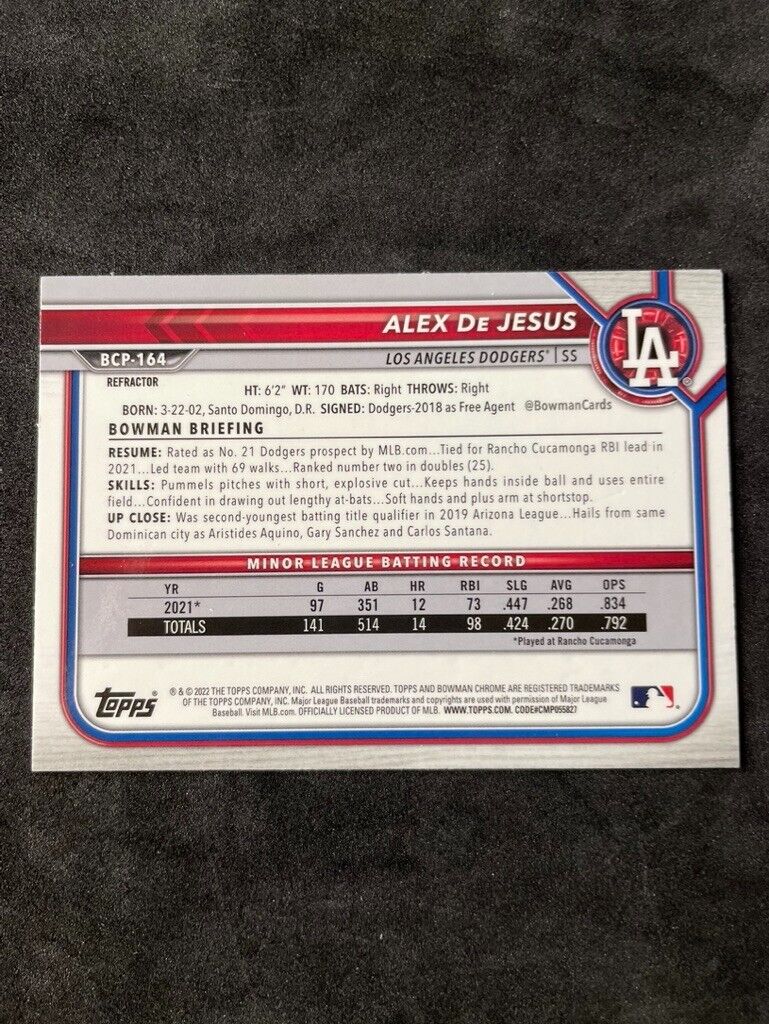 ALEX DE JESUS
BCP-164
LOS ANGELES DODGERS® | SS
LA
®
REFRACTOR
HT: 6'2" WT: 170 BATS: Right THROWS: Right
BORN: 3-22-02, Santo Domingo, D.R. SIGNED: Dodgers-2018 as Free Agent @BowmanCards
BOWMAN BRIEFING
RESUME: Rated as No. 21 Dodgers prospect by MLB.com...Tied for Rancho Cucamonga RBI lead in
2021...Led team with 69 walks...Ranked number two in doubles (25).
SKILLS: Pummels pitches with short, explosive cut...Keeps hands inside ball and uses entire
field...Confident in drawing out lengthy at-bats...Soft hands and plus arm at shortstop.
UP CLOSE: Was second-youngest batting title qualifier in 2019 Arizona League...Hails from same
Dominican city as Aristides Aquino, Gary Sanchez and Carlos Santana.
MINOR LEAGUE BATTING RECORD
YR G AB HR RBI SLG AVG OPS
2021* 97 351 12 73 .447 .268 .834
TOTALS 141 514 14 98 .424 .270 .792
*Played at Rancho Cucamonga
Topps®
® & © 2022 THE TOPPS COMPANY, INC. ALL RIGHTS RESERVED. TOPPS AND BOWMAN CHROME ARE REGISTERED TRADEMARKS
OF THE TOPPS COMPANY, INC. Major League Baseball trademarks and copyrights are used with permission of Major League
Baseball. Visit MLB.com. OFFICIALLY LICENSED PRODUCT OF MLB. WWW.TOPPS.COM. CODE#CMP055827